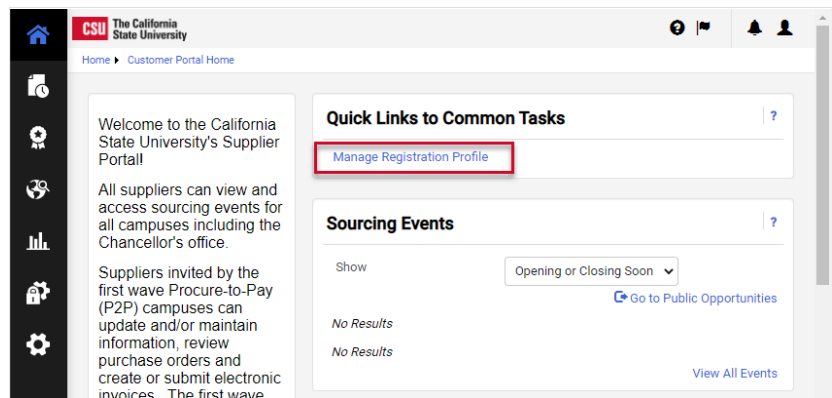 CSU The California
State University
Home Customer Portal Home
Welcome to the California
State University's Supplier
Portal!
All suppliers can view and
access sourcing events for
all campuses including the
Chancellor's office.
Suppliers invited by the
first wave Procure-to-Pay
(P2P) campuses can
update and/or maintain
information, review
purchase orders and
create or submit electronic
invoices. The first wave
Quick Links to Common Tasks
?
Manage Registration Profile
Sourcing Events
?
Show
Opening or Closing Soon
Go to Public Opportunities
No Results
No Results
View All Events